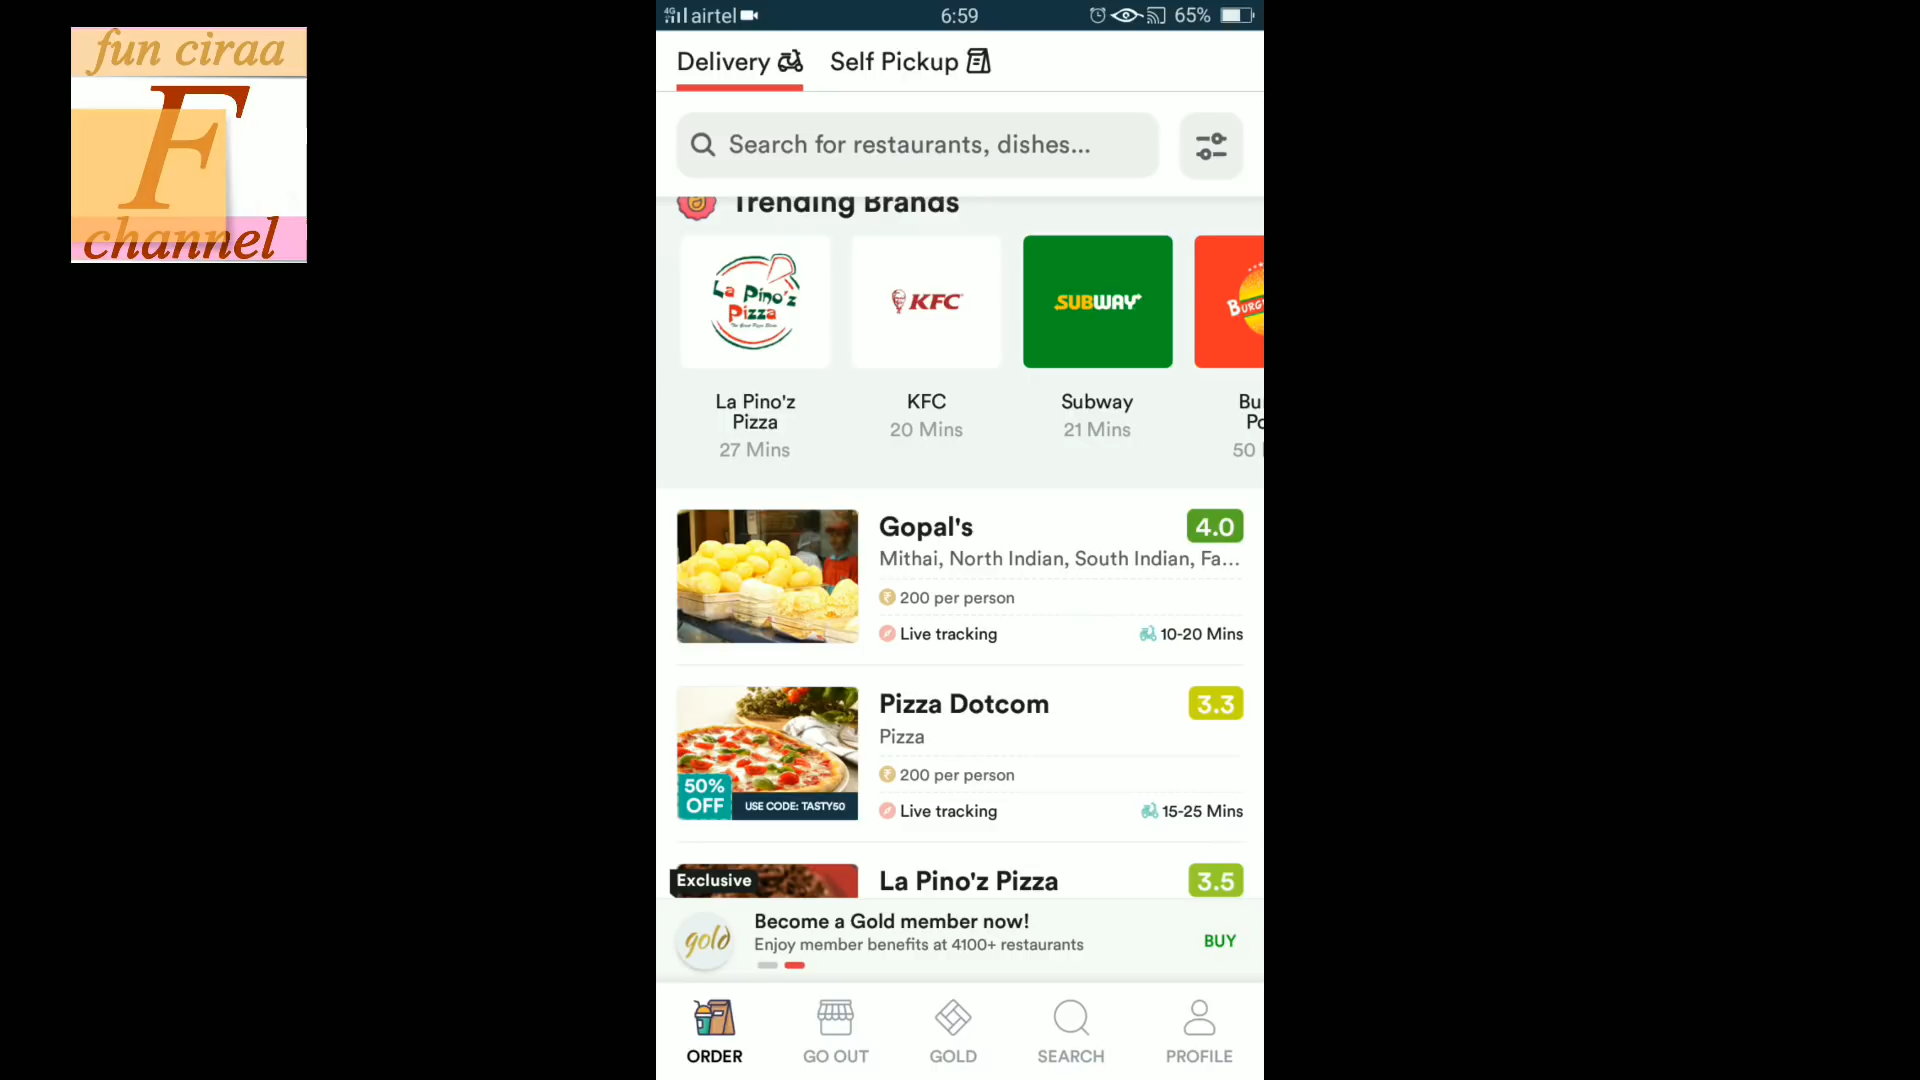 fun ciraa
F
channel
4G airtel 6:59 65%
Delivery Self Pickup
Search for restaurants, dishes...
Trending Brands
La Pino'z
Pizza
KFC
SUBWAY
La Pino'z
Pizza
27 Mins
KFC
20 Mins
Subway
21 Mins
50
Gopal's 4.0
Mithai, North Indian, South Indian, Fa...
200 per person
Live tracking 10-20 Mins
Pizza Dotcom 3.3
Pizza
200 per person
50%
OFF
USE CODE: TASTY50
Live tracking 15-25 Mins
Exclusive
La Pino'z Pizza 3.5
gold
Become a Gold member now!
Enjoy member benefits at 4100+ restaurants
BUY
ORDER GO OUT GOLD SEARCH PROFILE